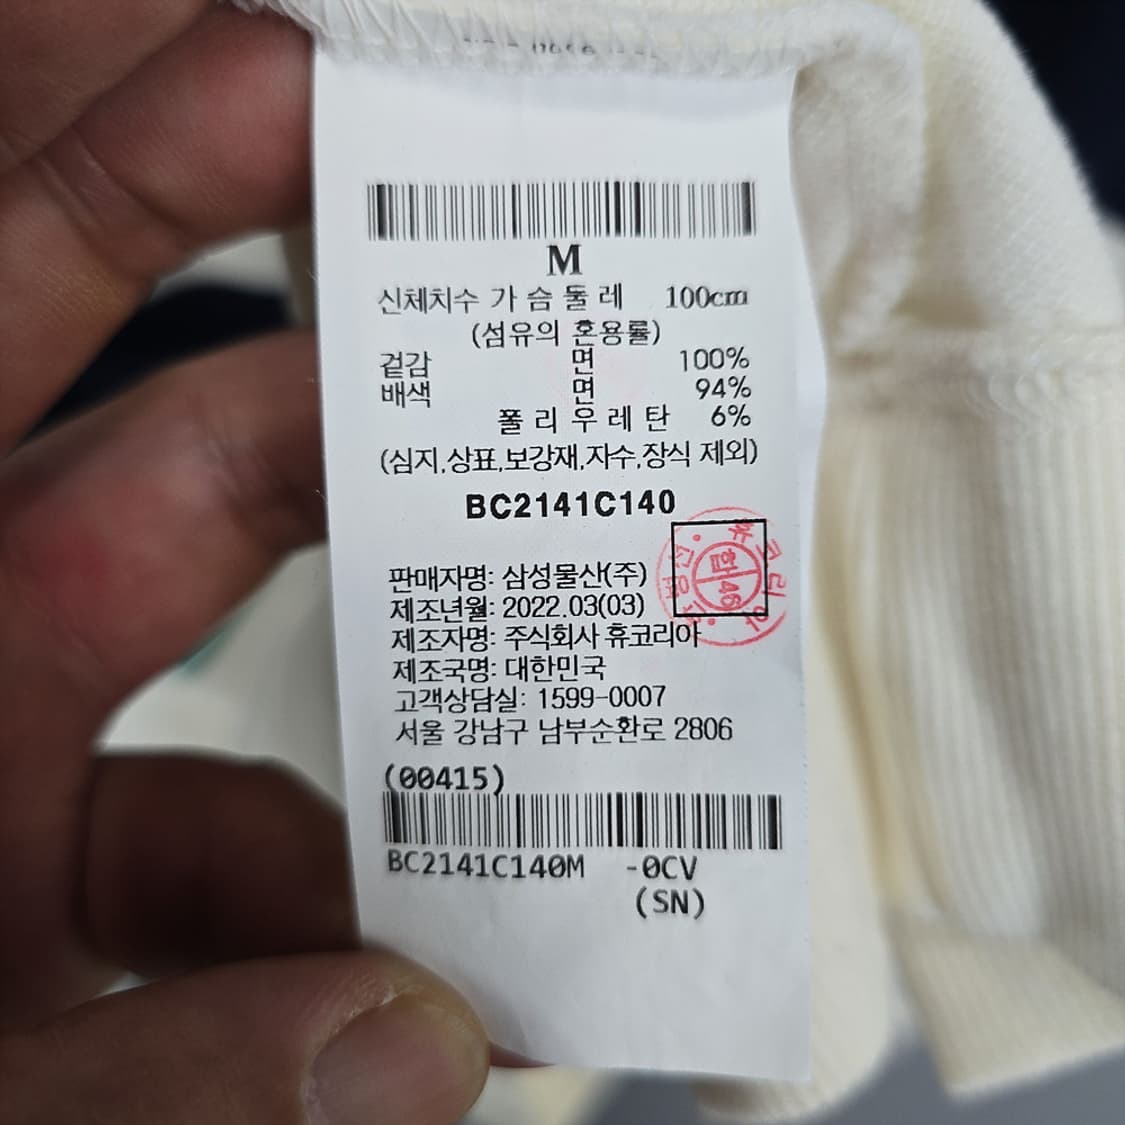 M
신체치수 가슴둘레 100cm
(섬유의 혼용률)
겉감 면 100%
배색 면 94%
폴리우레탄 6%
(심지,상표,보강재,자수,장식 제외)
BC2141C140
판매자명: 삼성물산(주)
제조년월: 2022.03(03)
제조자명: 주식회사 휴코리아
제조국명: 대한민국
고객상담실: 1599-0007
서울 강남구 남부순환로 2806
합 46
(00415)
BC2141C140M -0CV
(SN)